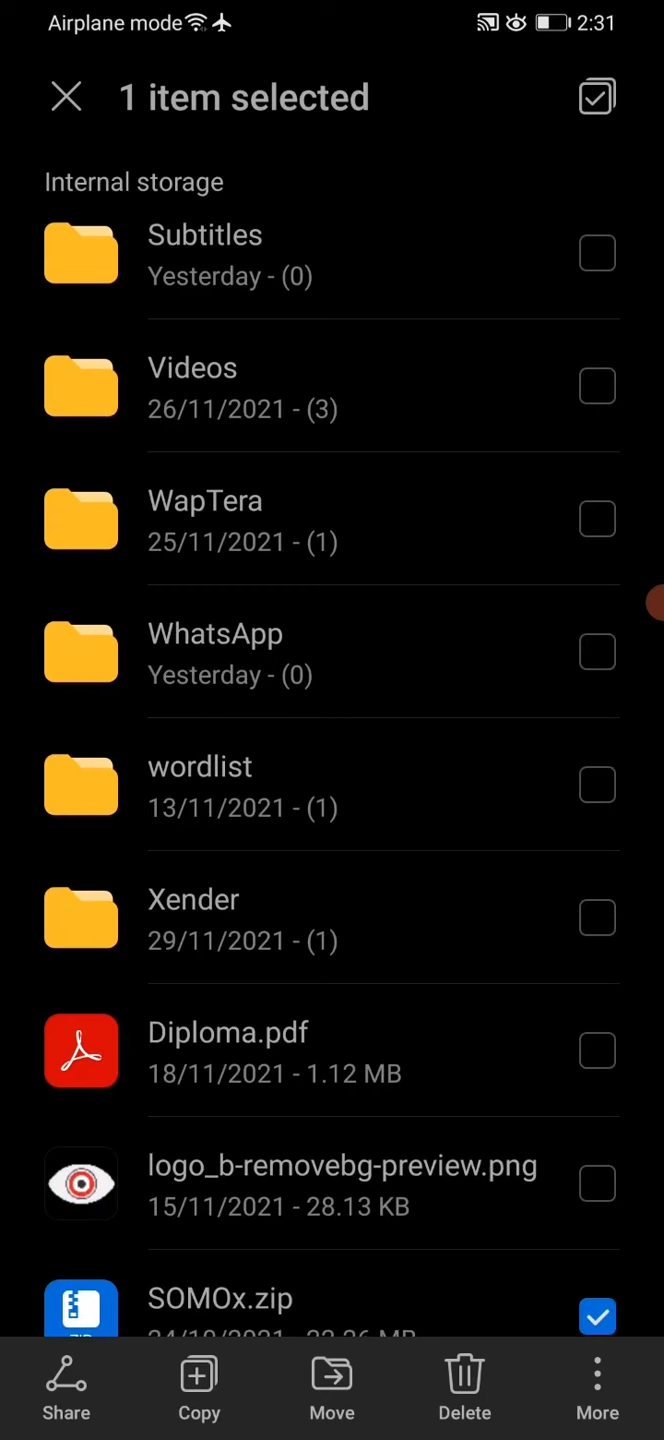 Airplane mode 2:31
1 item selected
Internal storage
Subtitles
Yesterday - (0)
Videos
26/11/2021 - (3)
WapTera
25/11/2021 - (1)
WhatsApp
Yesterday - (0)
wordlist
13/11/2021 - (1)
Xender
29/11/2021 - (1)
Diploma.pdf
18/11/2021 - 1.12 MB
logo_b-removebg-preview.png
15/11/2021 - 28.13 KB
SOMOx.zip
Share Copy Move Delete More